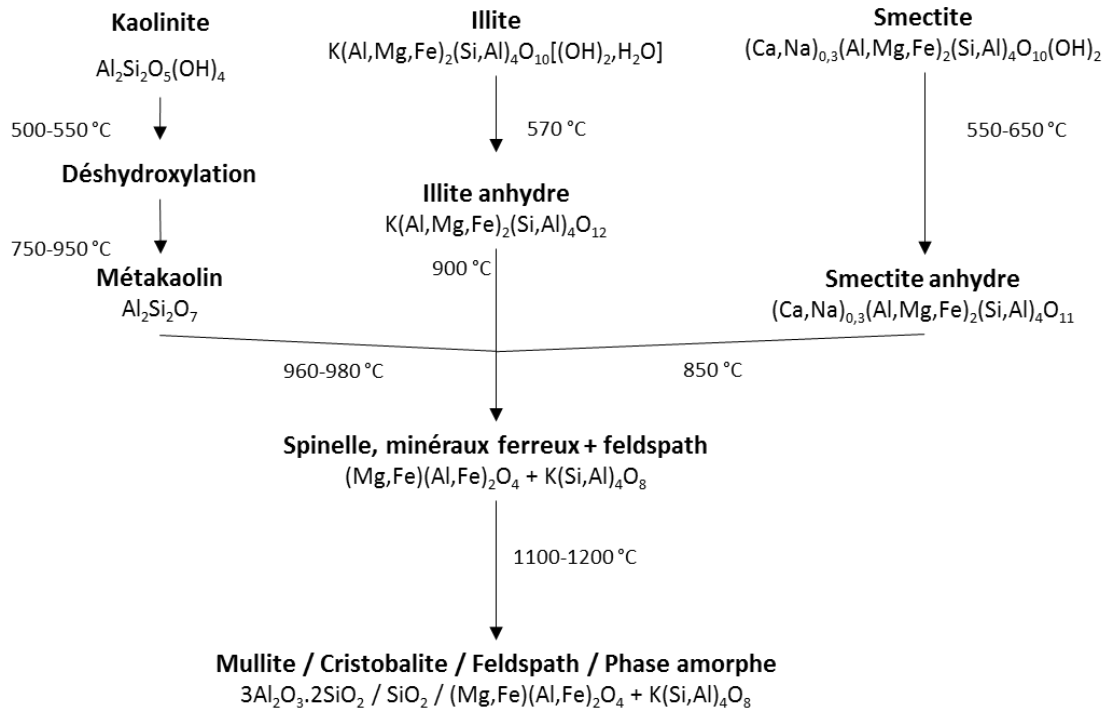 Kaolinite
Al₂Si₂O₅(OH)₄
500-550 °C
Déshydroxylation
750-950 °C
Métakaolin
Al₂Si₂O₇
Illite
K(Al,Mg,Fe)₂(Si,Al)₄O₁₀[(OH)₂,H₂O]
570 °C
Illite anhydre
K(Al,Mg,Fe)₂(Si,Al)₄O₁₂
900 °C
Smectite
(Ca,Na)₀,₃(Al,Mg,Fe)₂(Si,Al)₄O₁₀(OH)₂
550-650 °C
Smectite anhydre
(Ca,Na)₀,₃(Al,Mg,Fe)₂(Si,Al)₄O₁₁
960-980 °C
850 °C
Spinelle, minéraux ferreux + feldspath
(Mg,Fe)(Al,Fe)₂O₄ + K(Si,Al)₄O₈
1100-1200 °C
Mullite / Cristobalite / Feldspath / Phase amorphe
3Al₂O₃.2SiO₂ / SiO₂ / (Mg,Fe)(Al,Fe)₂O₄ + K(Si,Al)₄O₈